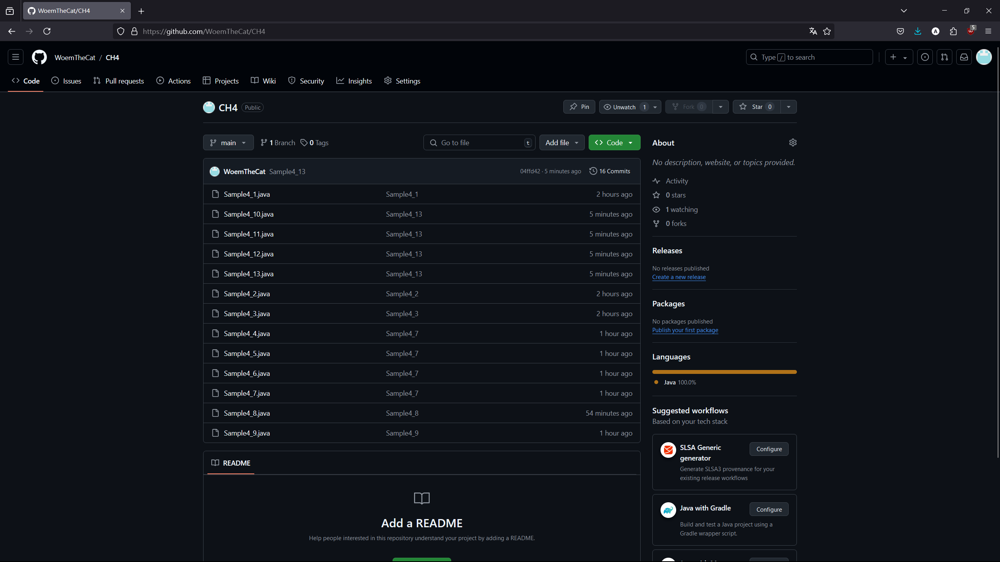 WoemTheCat/CH4
https://github.com/WoemTheCat/CH4
5
WoemTheCat / CH4
Type / to search
Code Issues Pull requests Actions Projects Wiki Security Insights Settings
CH4 Public
Pin Unwatch 1 Fork 0 Star 0
main 1 Branch 0 Tags Go to file t Add file Code
WoemTheCat Sample4_13 04ffd42 · 5 minutes ago 16 Commits
Sample4_1.java Sample4_1 2 hours ago
Sample4_10.java Sample4_13 5 minutes ago
Sample4_11.java Sample4_13 5 minutes ago
Sample4_12.java Sample4_13 5 minutes ago
Sample4_13.java Sample4_13 5 minutes ago
Sample4_2.java Sample4_2 2 hours ago
Sample4_3.java Sample4_3 2 hours ago
Sample4_4.java Sample4_7 1 hour ago
Sample4_5.java Sample4_7 1 hour ago
Sample4_6.java Sample4_7 1 hour ago
Sample4_7.java Sample4_7 1 hour ago
Sample4_8.java Sample4_8 54 minutes ago
Sample4_9.java Sample4_9 1 hour ago
README
Add a README
Help people interested in this repository understand your project by adding a README.
About
No description, website, or topics provided.
Activity
0 stars
1 watching
0 forks
Releases
No releases published
Create a new release
Packages
No packages published
Publish your first package
Languages
Java 100.0%
Suggested workflows
Based on your tech stack
SLSA Generic
generator
Configure
Generate SLSA3 provenance for your
existing release workflows
Java with Gradle
Configure
Build and test a Java project using a
Gradle wrapper script.